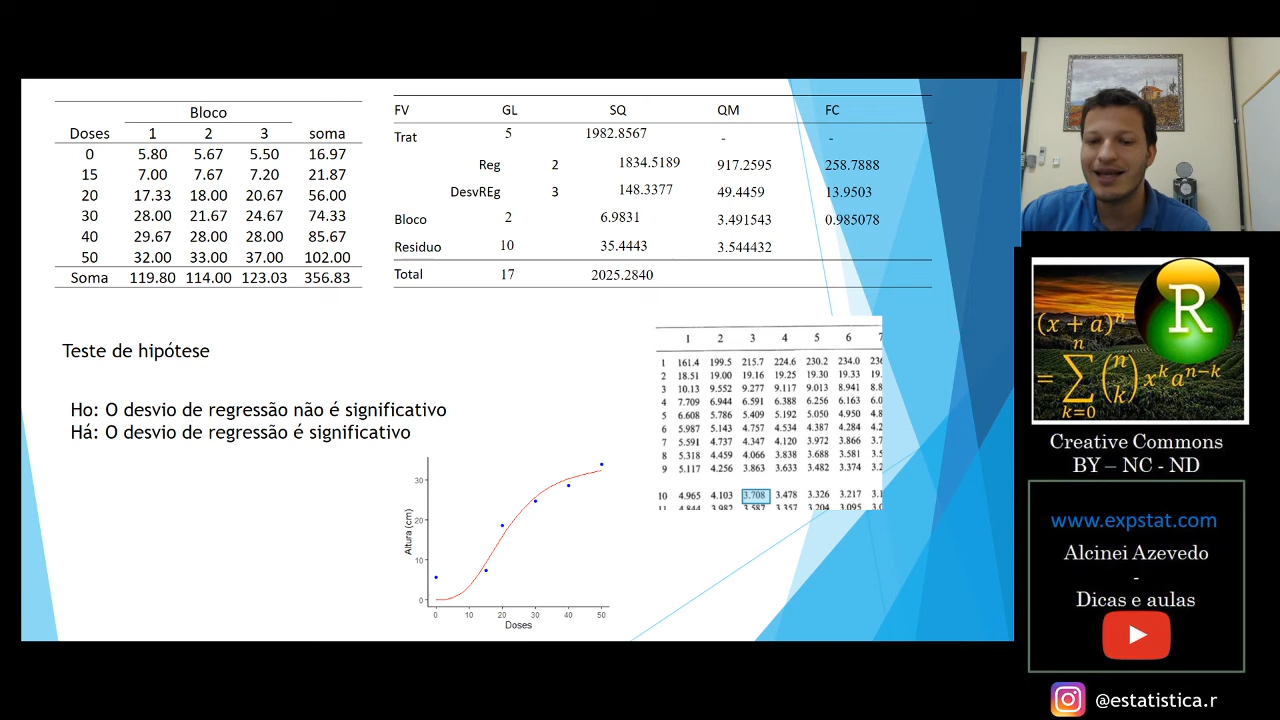 Bloco
Doses 1 2 3 soma
0 5.80 5.67 5.50 16.97
15 7.00 7.67 7.20 21.87
20 17.33 18.00 20.67 56.00
30 28.00 21.67 24.67 74.33
40 29.67 28.00 28.00 85.67
50 32.00 33.00 37.00 102.00
Soma 119.80 114.00 123.03 356.83
FV GL SQ QM FC
Trat 5 1982.8567 - -
Reg 2 1834.5189 917.2595 258.7888
DesvREg 3 148.3377 49.4459 13.9503
Bloco 2 6.9831 3.491543 0.985078
Residuo 10 35.4443 3.544432
Total 17 2025.2840
Teste de hipótese
Ho: O desvio de regressão não é significativo
Há: O desvio de regressão é significativo
Altura (cm)
30
20
10
0
0 10 20 30 40 50
Doses
1 2 3 4 5 6
1 161.4 199.5 215.7 224.6 230.2 234.0
2 18.51 19.00 19.16 19.25 19.30 19.33
3 10.13 9.552 9.277 9.117 9.013 8.941
4 7.709 6.944 6.591 6.388 6.256 6.163
5 6.608 5.786 5.409 5.192 5.050 4.950
6 5.987 5.143 4.757 4.534 4.387 4.284
7 5.591 4.737 4.347 4.120 3.972 3.866
8 5.318 4.459 4.066 3.838 3.688 3.581
9 5.117 4.256 3.863 3.633 3.482 3.374
10 4.965 4.103 3.708 3.478 3.326 3.217
11 4.844 3.982 3.587 3.357 3.204 3.095
R
(x + a)ⁿ
= ∑ₖ₌₀ⁿ (n k) xᵏaⁿ⁻ᵏ
Creative Commons
BY – NC - ND
www.expstat.com
Alcinei Azevedo
-
Dicas e aulas
@estatistica.r